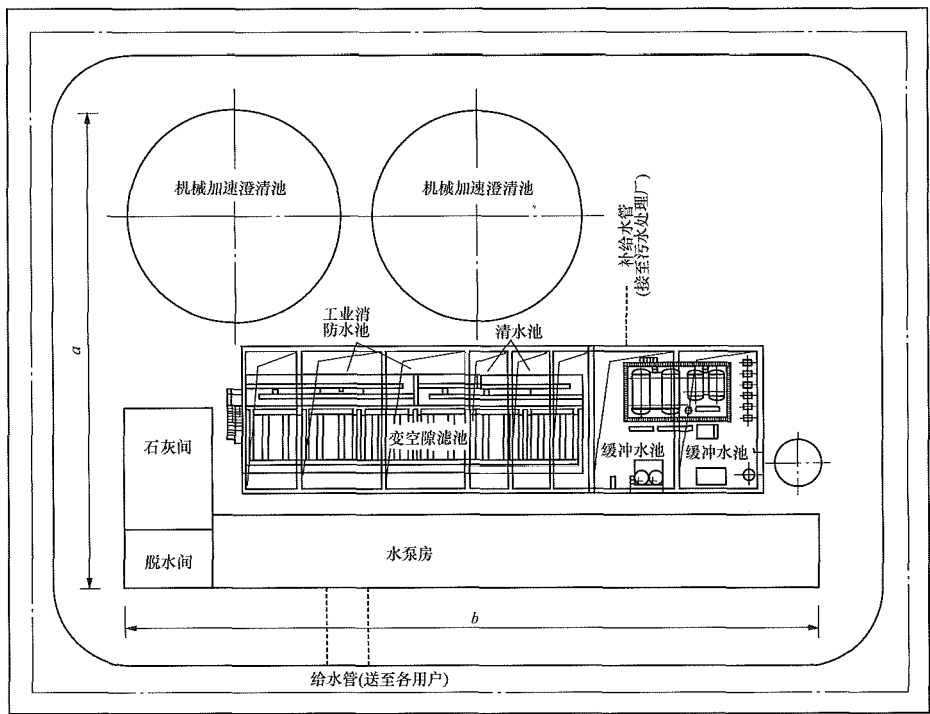 机械加速澄清池
机械加速澄清池
补给水管
(接至污水处理厂)
工业消
防水池
清水池
a
变空隙滤池
缓冲水池
缓冲水池
石灰间
脱水间
水泵房
b
给水管(送至各用户)